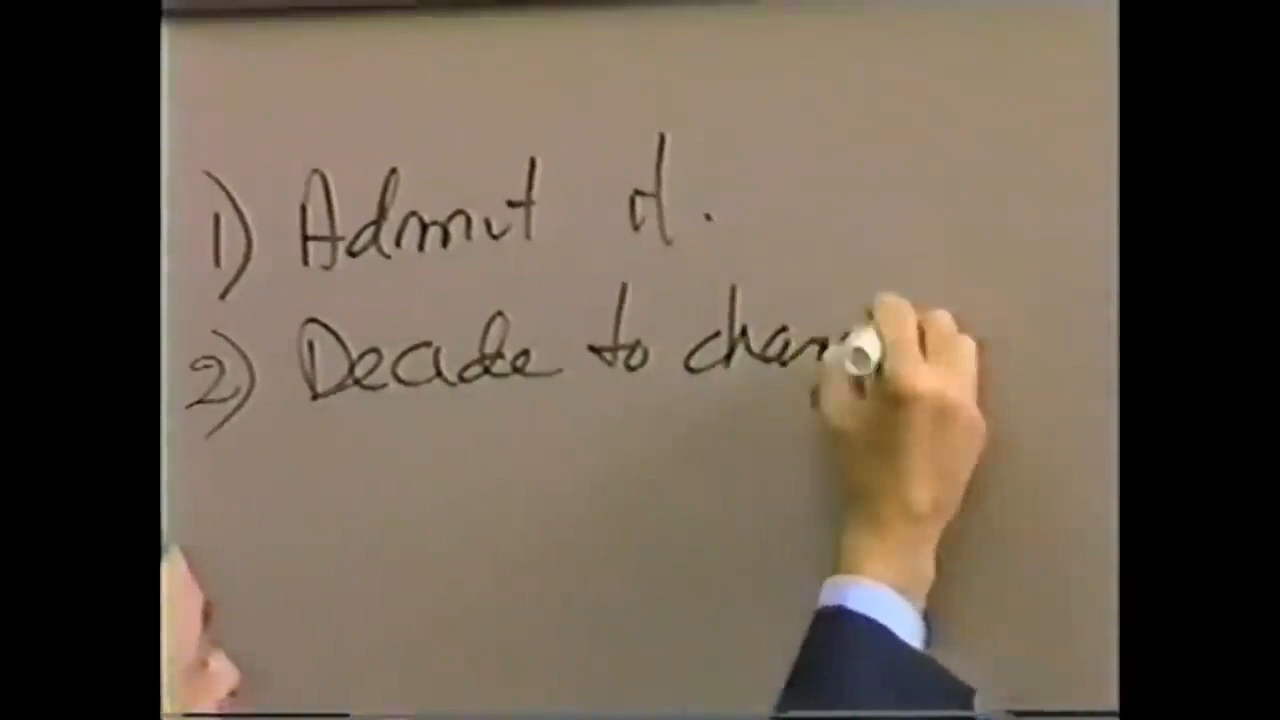 1) Admit it.
2) Decide to chan